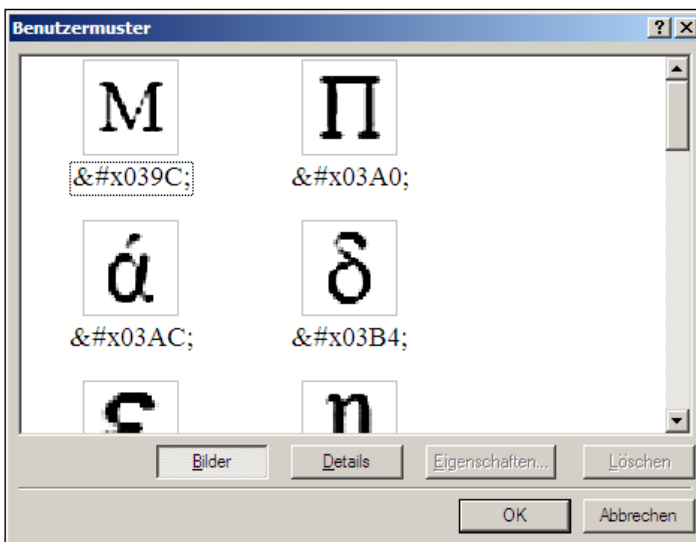 Benutzermuster
Μ Π
&#x039C; &#x03A0;
ά δ
&#x03AC; &#x03B4;
Bilder Details Eigenschaften... Löschen
OK Abbrechen